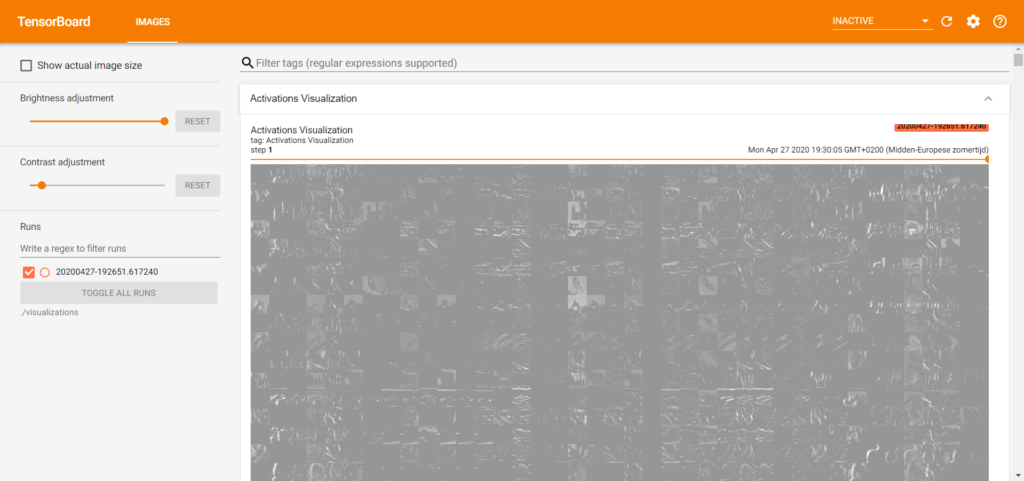 TensorBoard
IMAGES
INACTIVE
Show actual image size
Filter tags (regular expressions supported)
Brightness adjustment
RESET
Activations Visualization
Activations Visualization
20200427-192651.617240
tag: Activations Visualization
step 1
Mon Apr 27 2020 19:30:05 GMT+0200 (Midden-Europese zomertijd)
Contrast adjustment
RESET
Runs
Write a regex to filter runs
20200427-192651.617240
TOGGLE ALL RUNS
./visualizations